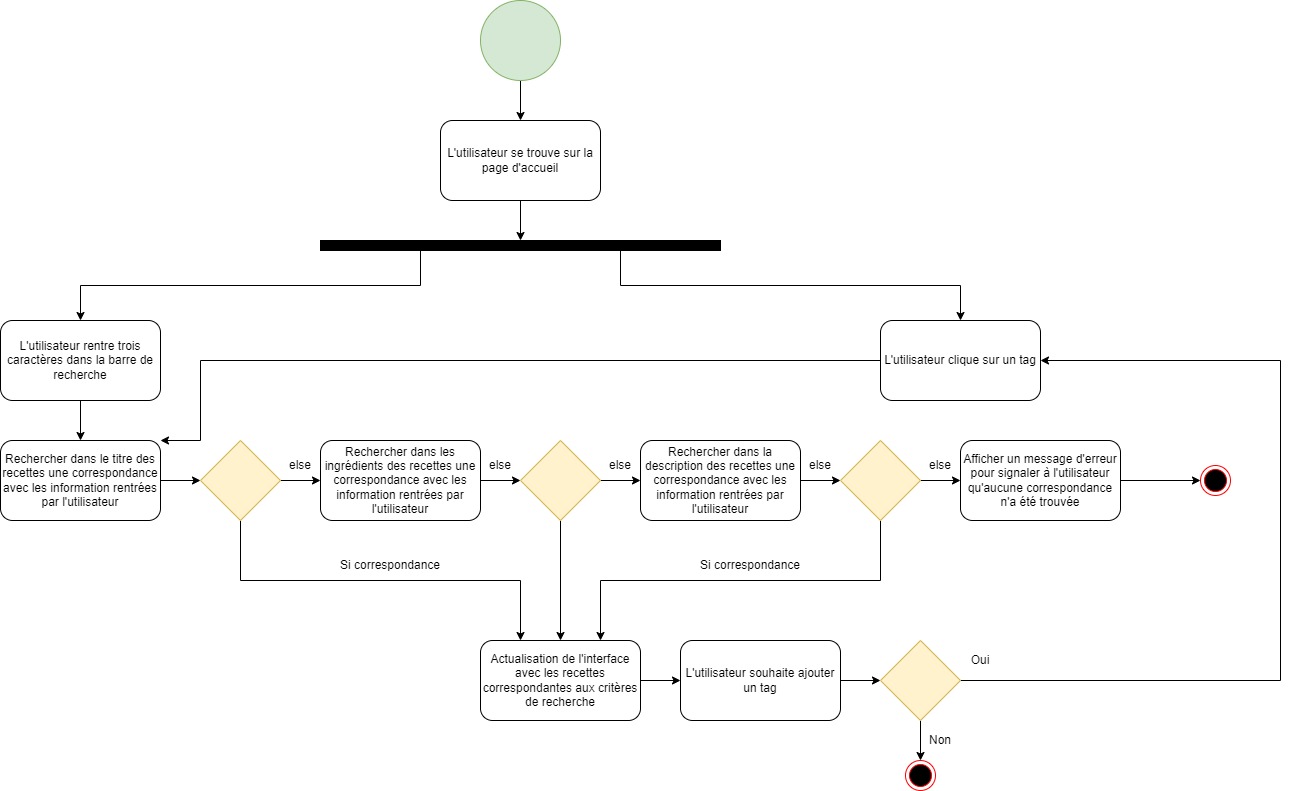 L'utilisateur se trouve sur la
page d'accueil
L'utilisateur rentre trois
caractères dans la barre de
recherche
L'utilisateur clique sur un tag
Rechercher dans le titre des
recettes une correspondance
avec les information rentrées
par l'utilisateur
else
Rechercher dans les
ingrédients des recettes une
correspondance avec les
information rentrées par
l'utilisateur
else
else
Rechercher dans la
description des recettes une
correspondance avec les
information rentrées par
l'utilisateur
else
else
Afficher un message d'erreur
pour signaler à l'utilisateur
qu'aucune correspondance
n'a été trouvée
Si correspondance
Si correspondance
Actualisation de l'interface
avec les recettes
correspondantes aux critères
de recherche
L'utilisateur souhaite ajouter
un tag
Oui
Non